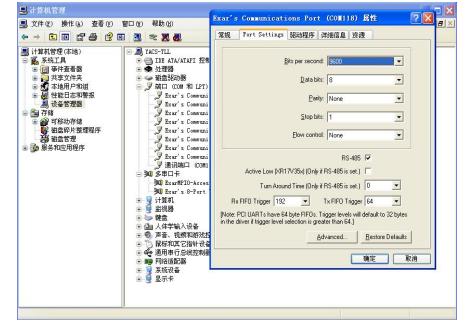 计算机管理
文件(F) 操作(A) 查看(V) 窗口(W) 帮助(H)
计算机管理(本地)
系统工具
事件查看器
共享文件夹
本地用户和组
性能日志和警报
设备管理器
存储
可移动存储
磁盘碎片整理程序
磁盘管理
服务和应用程序
IDE ATA/ATAPI 控制
处理器
磁盘驱动器
端口 (COM 和 LPT)
Exar's Communi
Exar's Communi
Exar's Communi
Exar's Communi
Exar's Communi
Exar's Communi
Exar's Communi
Exar's Communi
通讯端口 (COM1
多串口卡
Exar's 8-Port
计算机
监视器
键盘
人体学输入设备
声音、视频和游戏控
鼠标和其它指针设备
通用串行总线控制器
网络适配器
系统设备
显示卡
Exar's Communications Port (COM118) 属性
常规 Port Settings 驱动程序 详细信息 资源
Bits per second: 9600
Data bits: 8
Parity: None
Stop bits: 1
Flow control: None
RS-485
Active Low [XR17V35x] (Only if RS-485 is set.)
Turn Around Time (Only if RS-485 is set.) 0
Rx FIFO Trigger 192 Tx FIFO Trigger 64
[Note: PCI UARTs have 64 byte FIFOs. Trigger levels will default to 32 bytes
in the driver if trigger level selection is greater than 64.]
Advanced... Restore Defaults
确定 取消